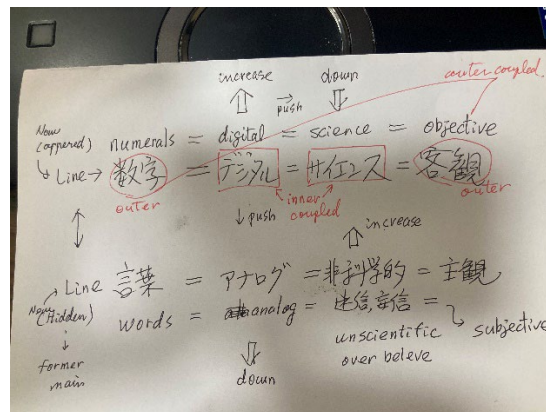 increase down outer coupled.
push
Now
(appered) numerals = digital = science = objective
Line → 数字 = デジタル = サイエンス = 客観
outer inner coupled outer
push increase
Line 言葉 = アナログ = 非科学的 = 主観
Now
(Hidden) words = analog = 迷信,妄信 = subjective
former
main
unscientific
over beleve
down